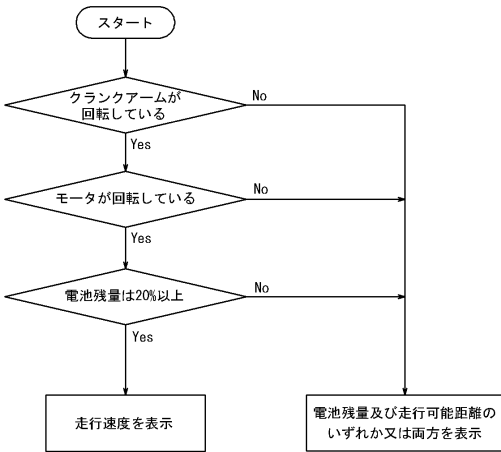 スタート
クランクアームが
回転している
No
Yes
モータが回転している
No
Yes
電池残量は20%以上
No
Yes
走行速度を表示
電池残量及び走行可能距離の
いずれか又は両方を表示